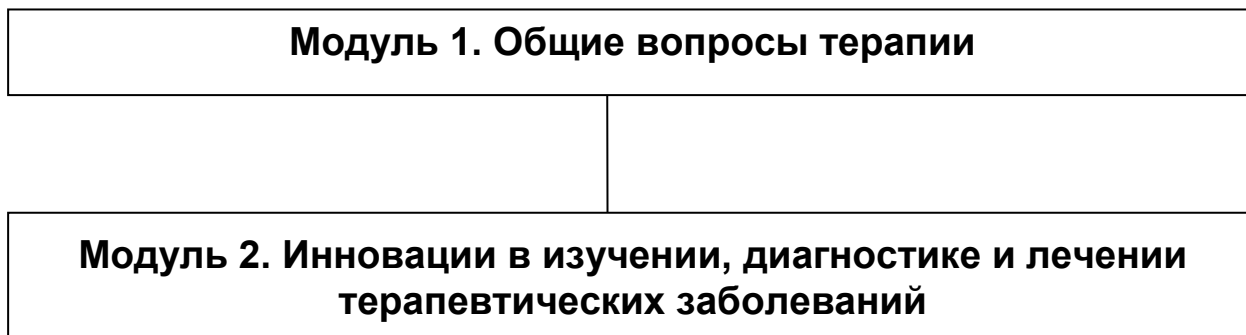 Модуль 1. Общие вопросы терапии
Модуль 2. Инновации в изучении, диагностике и лечении
терапевтических заболеваний